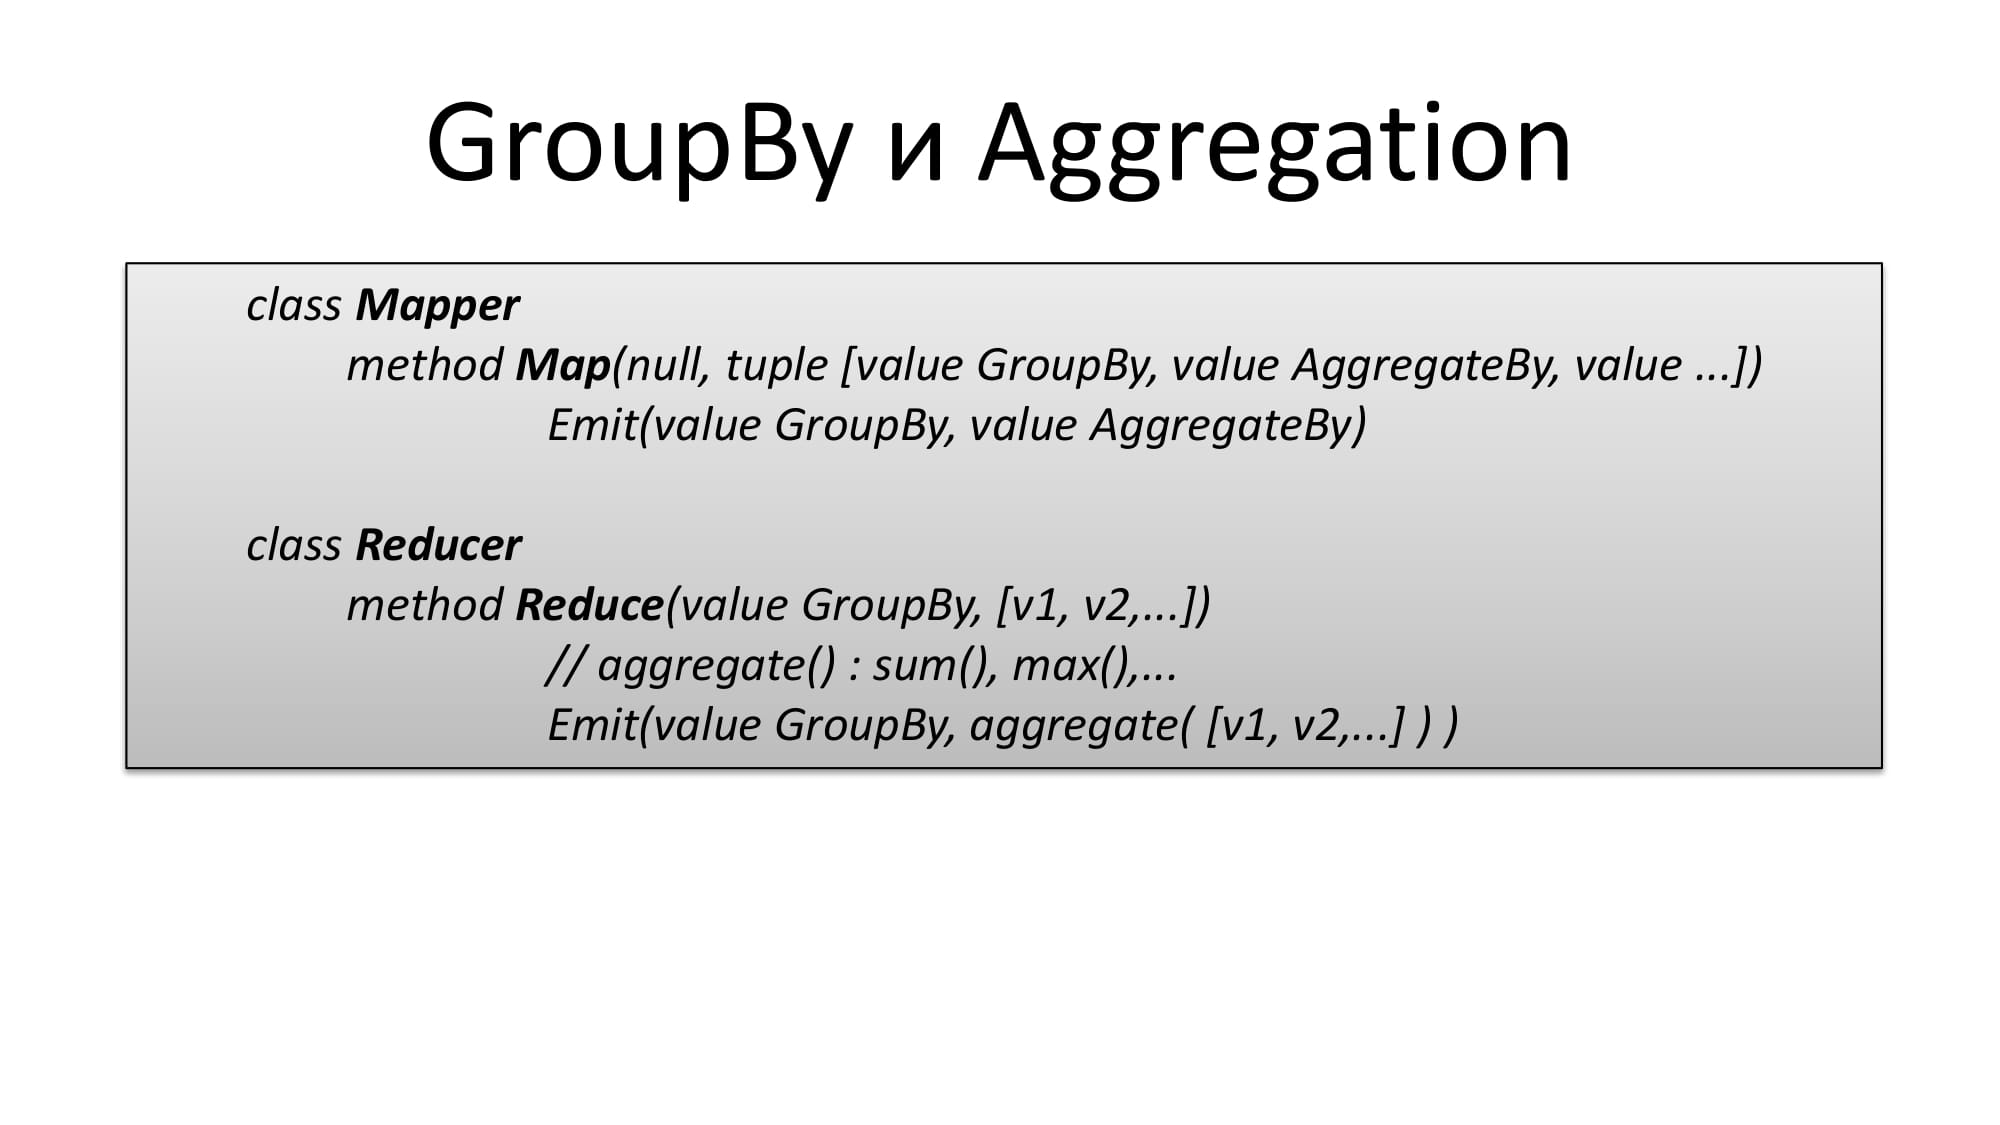 GroupBy и Aggregation
class Mapper
method Map(null, tuple [value GroupBy, value AggregateBy, value ...])
Emit(value GroupBy, value AggregateBy)
class Reducer
method Reduce(value GroupBy, [v1, v2,...])
// aggregate() : sum(), max(),...
Emit(value GroupBy, aggregate( [v1, v2,...] ) )